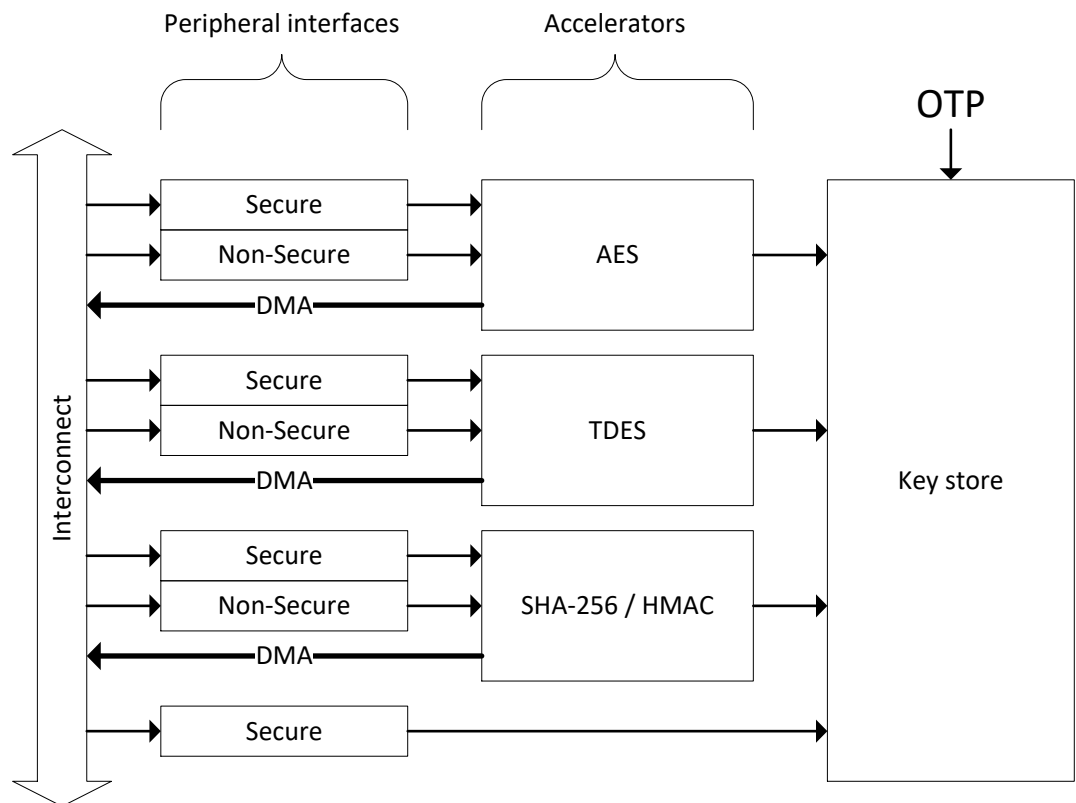 Peripheral interfaces
Accelerators
OTP
Secure
Non-Secure
AES
DMA
Secure
Non-Secure
TDES
DMA
Interconnect
Key store
Secure
Non-Secure
SHA-256 / HMAC
DMA
Secure